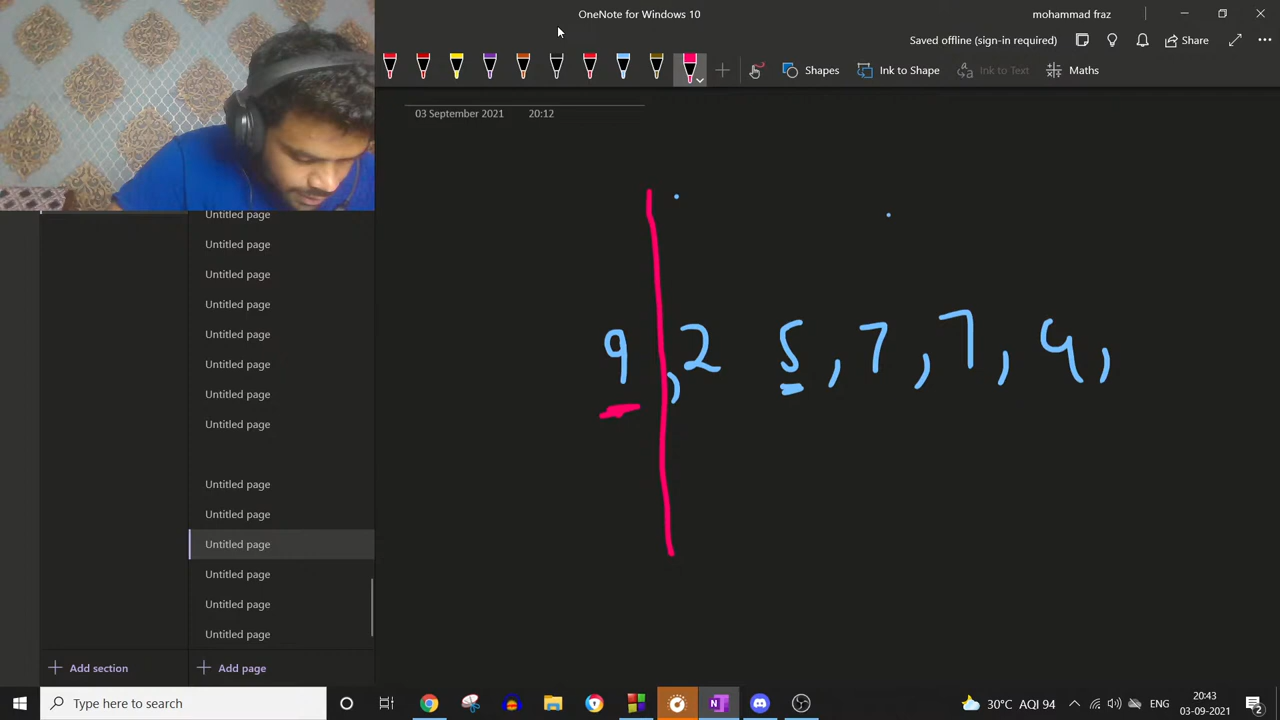 OneNote for Windows 10
mohammad fraz
Saved offline (sign-in required)
Share
Shapes
Ink to Shape
Ink to Text
Maths
03 September 2021 20:12
9 , 2 5 , 7 , 7 , 9 ,
Untitled page
Untitled page
Untitled page
Untitled page
Untitled page
Untitled page
Untitled page
Untitled page
Untitled page
Untitled page
Untitled page
Untitled page
Untitled page
Untitled page
Add section
Add page
Type here to search
30°C AQI 94
ENG
20:43
03-09-2021
2